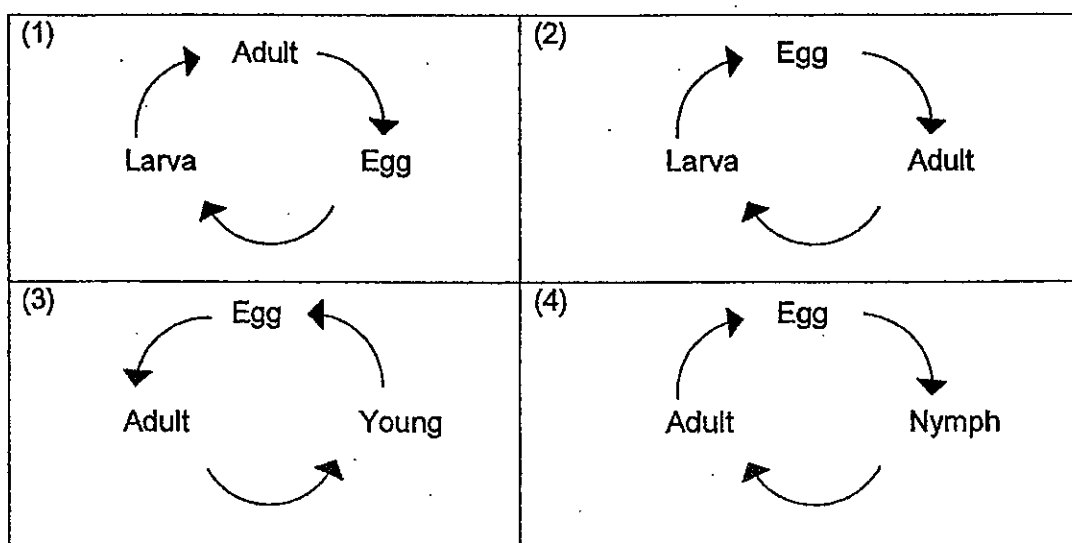 (1)
Adult
Larva
Egg
(2)
Egg
Larva
Adult
(3)
Egg
Adult
Young
(4)
Egg
Adult
Nymph